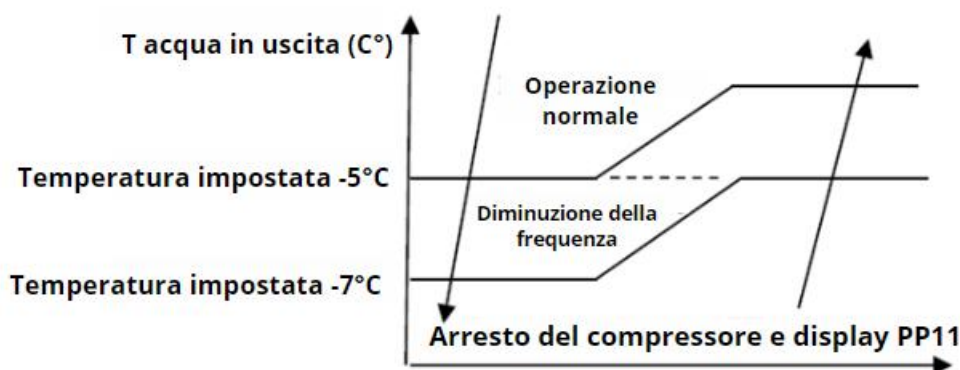 T acqua in uscita (C°)
Operazione
normale
Temperatura impostata -5°C
Diminuzione della
frequenza
Temperatura impostata -7°C
Arresto del compressore e display PP11